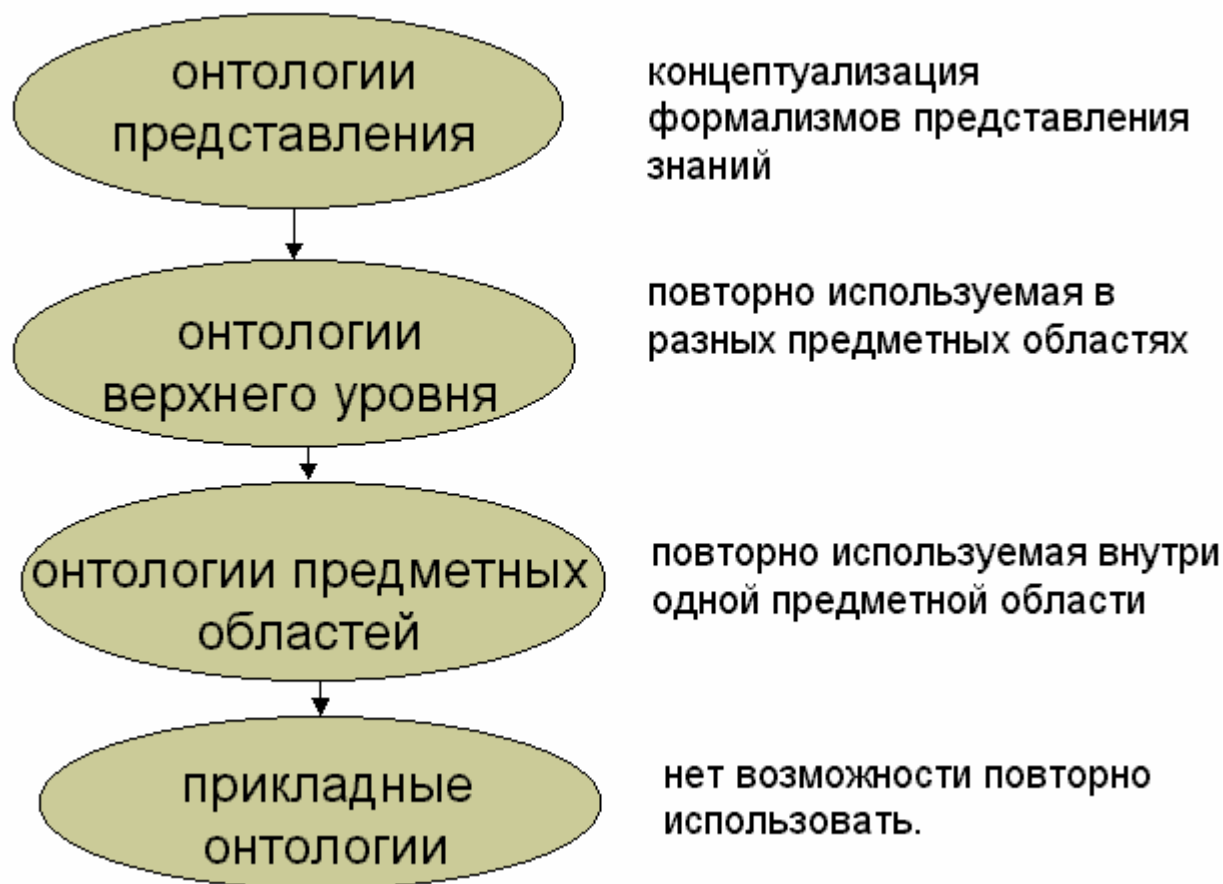 онтологии
представления
концептуализация
формализмов представления
знаний
онтологии
верхнего уровня
повторно используемая в
разных предметных областях
онтологии предметных
областей
повторно используемая внутри
одной предметной области
прикладные
онтологии
нет возможности повторно
использовать.